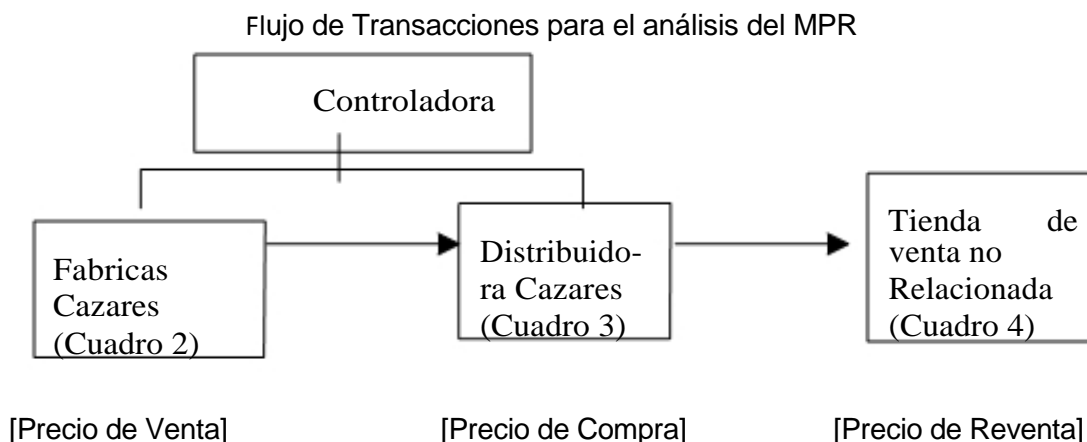 Flujo de Transacciones para el análisis del MPR
Controladora
Fabricas
Cazares
(Cuadro 2)
Distribuido-
ra Cazares
(Cuadro 3)
Tienda de
venta no
Relacionada
(Cuadro 4)
[Precio de Venta]
[Precio de Compra]
[Precio de Reventa]